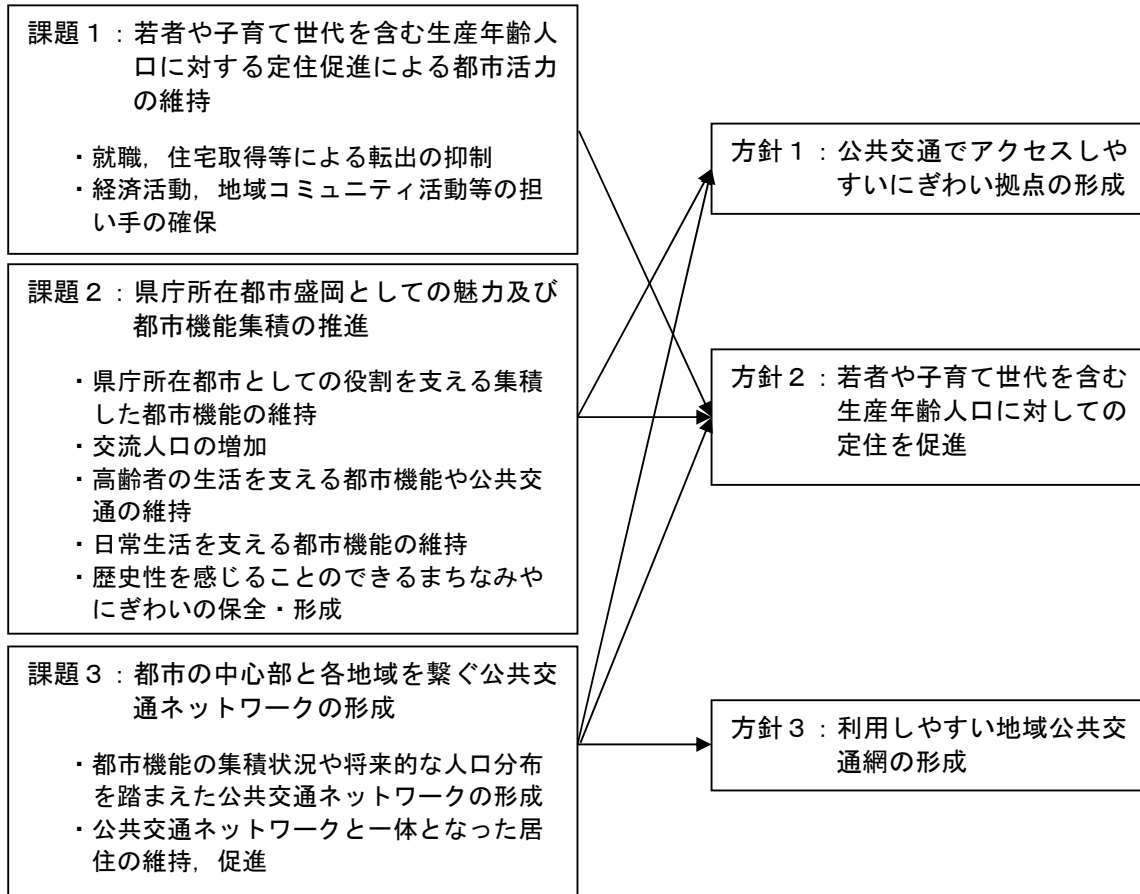 課題１：若者や子育て世代を含む生産年齢人
口に対する定住促進による都市活力
の維持
・就職，住宅取得等による転出の抑制
・経済活動，地域コミュニティ活動等の担
い手の確保
課題２：県庁所在都市盛岡としての魅力及び
都市機能集積の推進
・県庁所在都市としての役割を支える集積
した都市機能の維持
・交流人口の増加
・高齢者の生活を支える都市機能や公共交
通の維持
・日常生活を支える都市機能の維持
・歴史性を感じることのできるまちなみや
にぎわいの保全・形成
課題３：都市の中心部と各地域を繋ぐ公共交
通ネットワークの形成
・都市機能の集積状況や将来的な人口分布
を踏まえた公共交通ネットワークの形成
・公共交通ネットワークと一体となった居
住の維持，促進
方針１：公共交通でアクセスしや
すいにぎわい拠点の形成
方針２：若者や子育て世代を含む
生産年齢人口に対しての
定住を促進
方針３：利用しやすい地域公共交
通網の形成